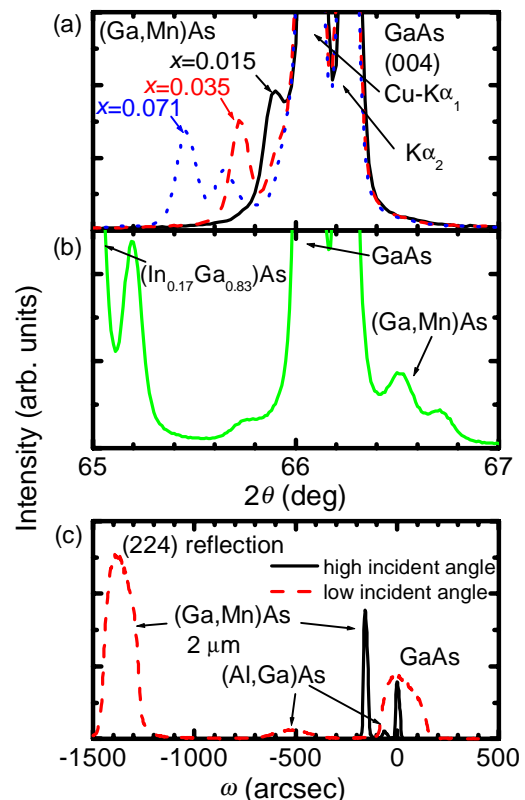 (a) (Ga,Mn)As
x=0.015
x=0.035
x=0.071
GaAs
(004)
Cu-Kα₁
Kα₂
(b)
(In₀.₁₇Ga₀.₈₃)As
GaAs
(Ga,Mn)As
Intensity (arb. units)
65 66 67
2θ (deg)
(c)
(224) reflection
high incident angle
low incident angle
(Ga,Mn)As
2 μm
(Al,Ga)As
GaAs
-1500 -1000 -500 0 500
ω (arcsec)